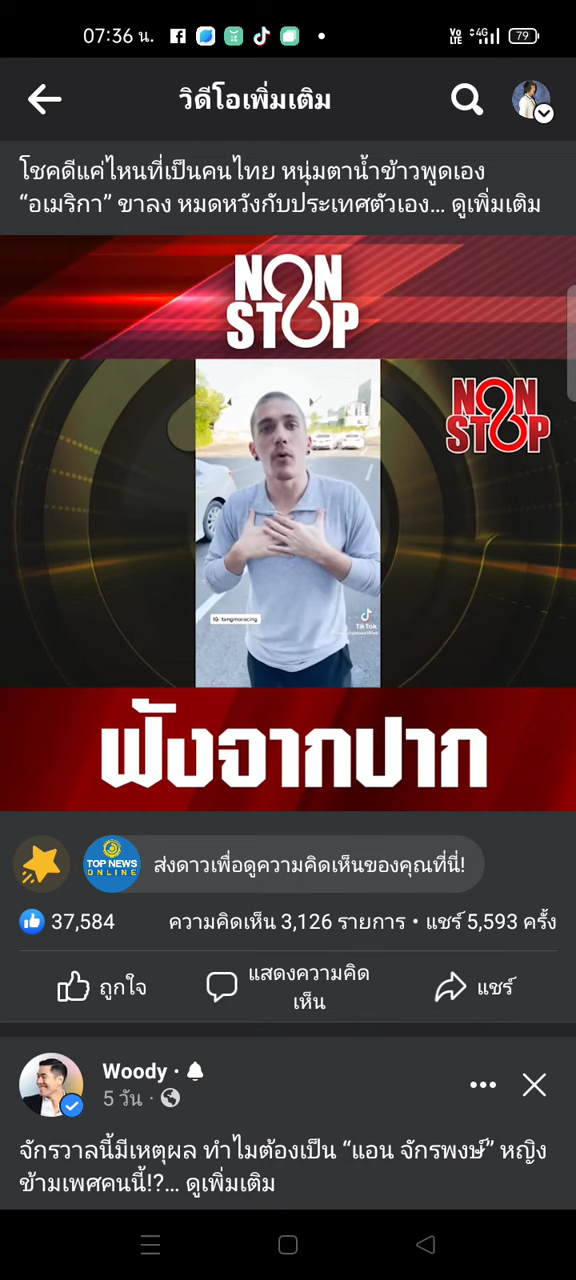 07:36 น.
Vo
LTE
4G
79
วิดีโอเพิ่มเติม
โชคดีแค่ไหนที่เป็นคนไทย หนุ่มตาน้ำข้าวพูดเอง
“อเมริกา” ขาลง หมดหวังกับประเทศตัวเอง... ดูเพิ่มเติม
NON
STOP
NON
STOP
IG: tangmoracing
TikTok
ฟังจากปาก
TOP NEWS
ONLINE
ส่งดาวเพื่อดูความคิดเห็นของคุณที่นี่!
37,584
ความคิดเห็น 3,126 รายการ • แชร์ 5,593 ครั้ง
ถูกใจ
แสดงความคิด
เห็น
แชร์
Woody ·
5 วัน ·
จักรวาลนี้มีเหตุผล ทำไมต้องเป็น “แอน จักรพงษ์” หญิง
ข้ามเพศคนนี้!?... ดูเพิ่มเติม